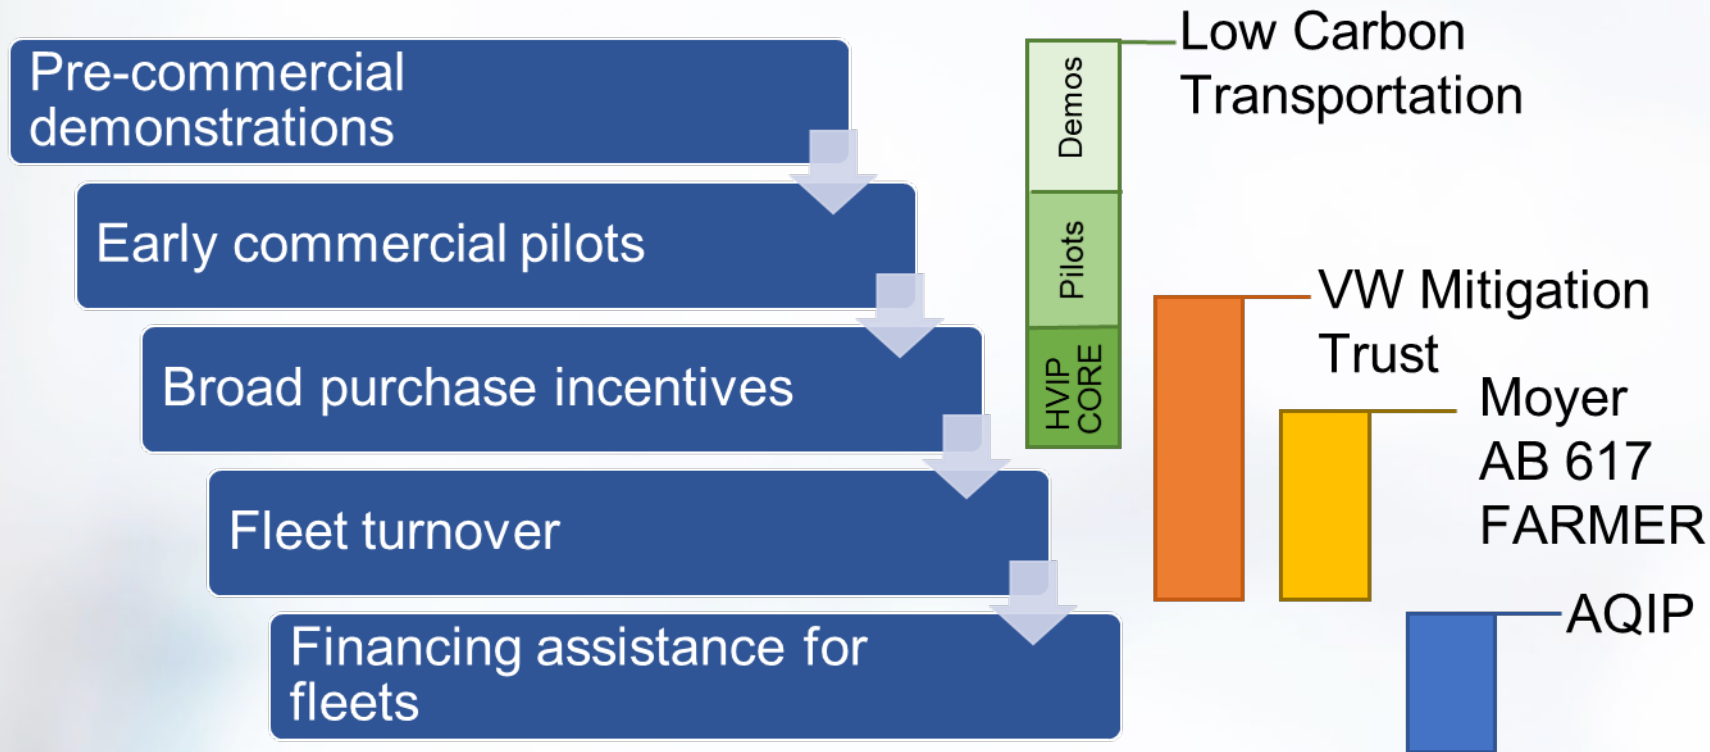 Pre-commercial
demonstrations
Early commercial pilots
Broad purchase incentives
Fleet turnover
Financing assistance for
fleets
Demos
Pilots
HVIP
CORE
Low Carbon
Transportation
VW Mitigation
Trust
Moyer
AB 617
FARMER
AQIP